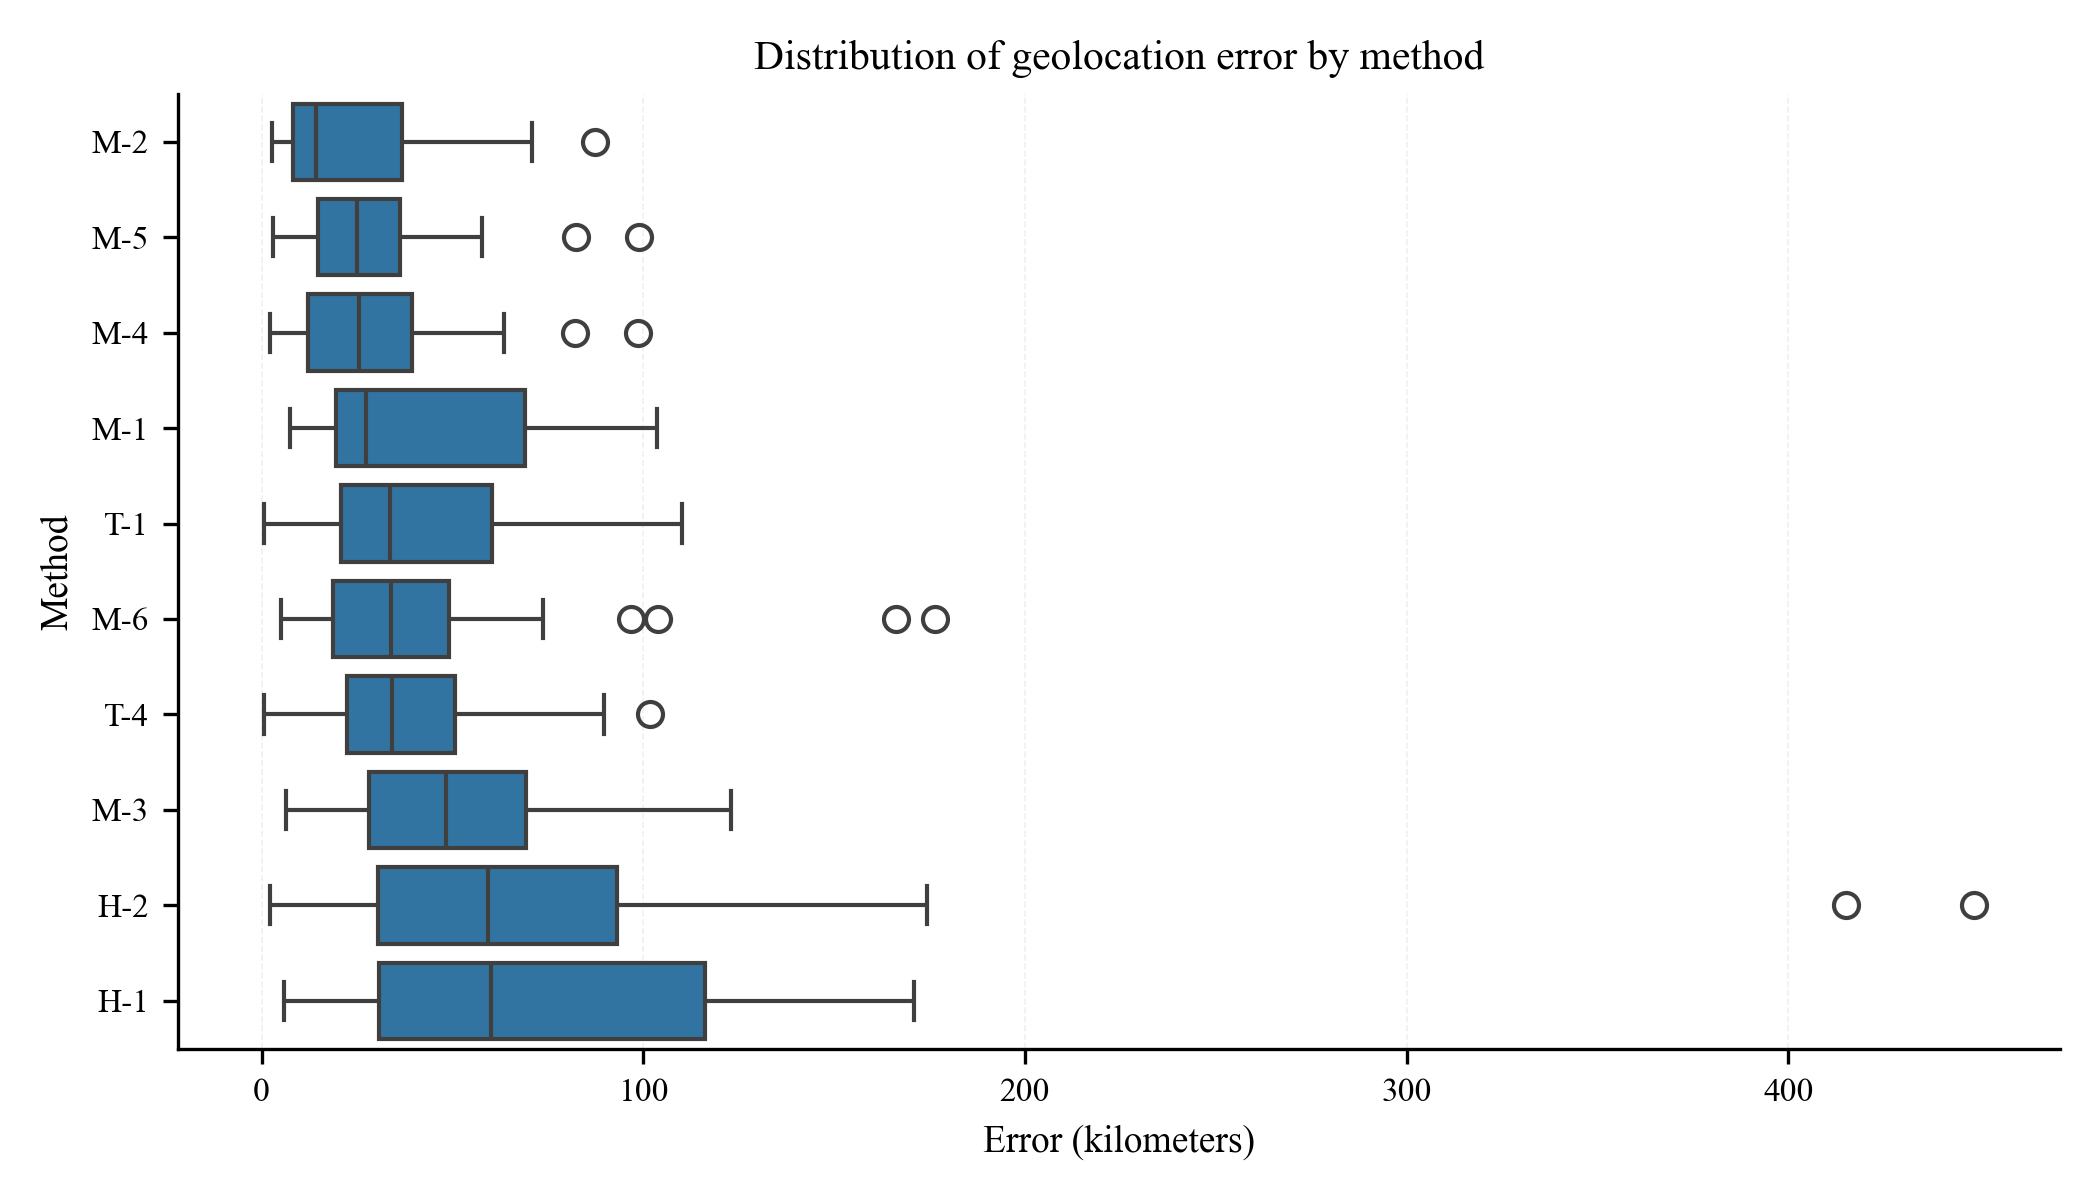 Distribution of geolocation error by method
Method
M-2
M-5
M-4
M-1
T-1
M-6
T-4
M-3
H-2
H-1
0 100 200 300 400
Error (kilometers)